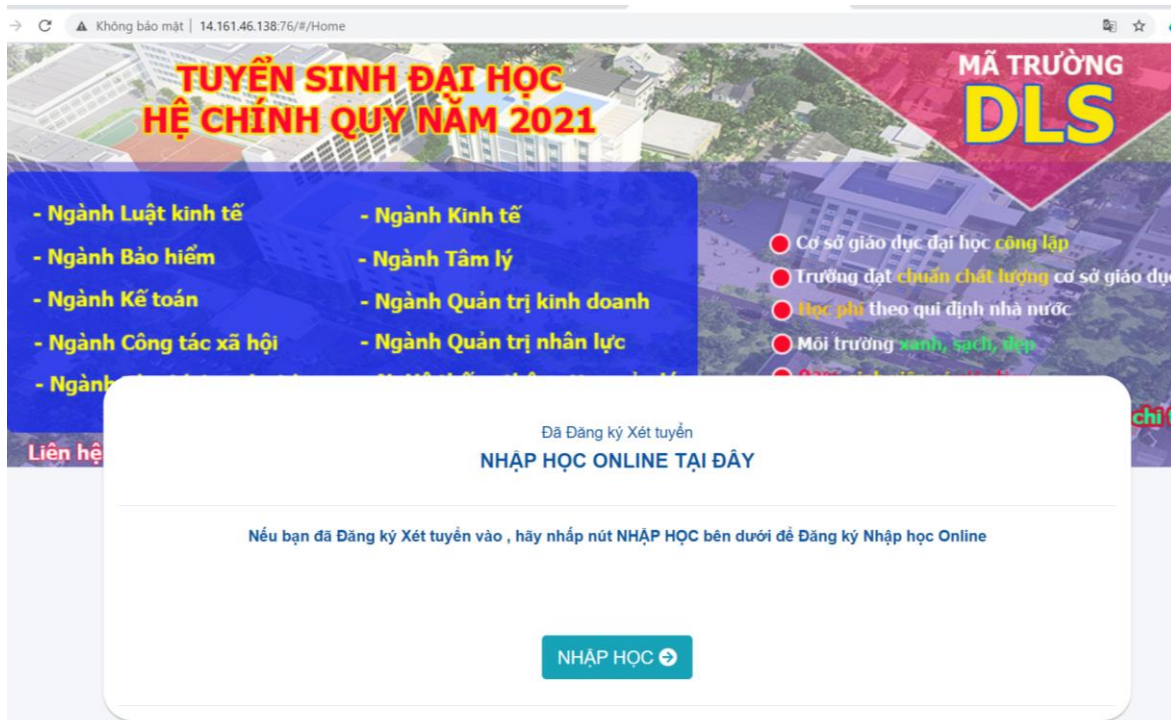 Không bảo mật | 14.161.46.138:76/#/Home
TUYỂN SINH ĐẠI HỌC
HỆ CHÍNH QUY NĂM 2021
MÃ TRƯỜNG
DLS
- Ngành Luật kinh tế
- Ngành Bảo hiểm
- Ngành Kế toán
- Ngành Công tác xã hội
- Ngành
- Ngành Kinh tế
- Ngành Tâm lý
- Ngành Quản trị kinh doanh
- Ngành Quản trị nhân lực
Cơ sở giáo dục đại học công lập
Trường đạt chuẩn chất lượng cơ sở giáo dục
Học phí theo qui định nhà nước
Môi trường xanh, sạch, đẹp
chi
Liên hệ
Đã Đăng ký Xét tuyển
NHẬP HỌC ONLINE TẠI ĐÂY
Nếu bạn đã Đăng ký Xét tuyển vào , hãy nhấp nút NHẬP HỌC bên dưới để Đăng ký Nhập học Online
NHẬP HỌC